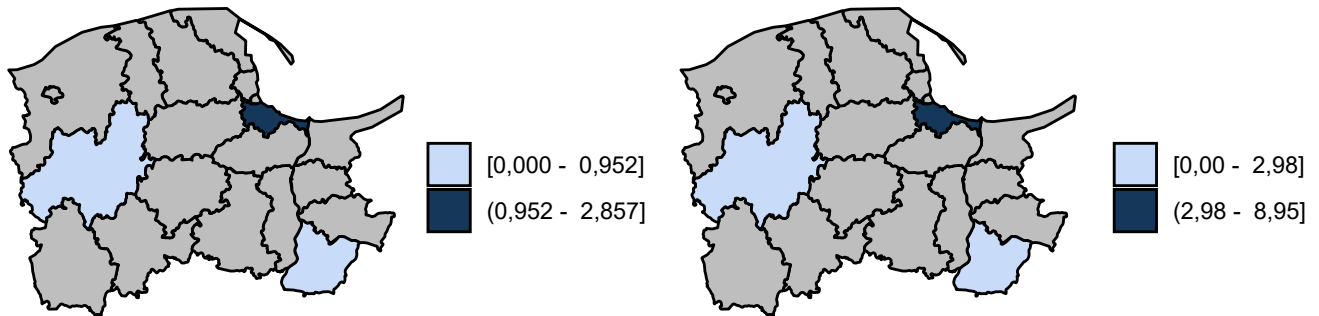 [0,000 -  0,952]
(0,952 -  2,857]
[0,00 -  2,98]
(2,98 -  8,95]